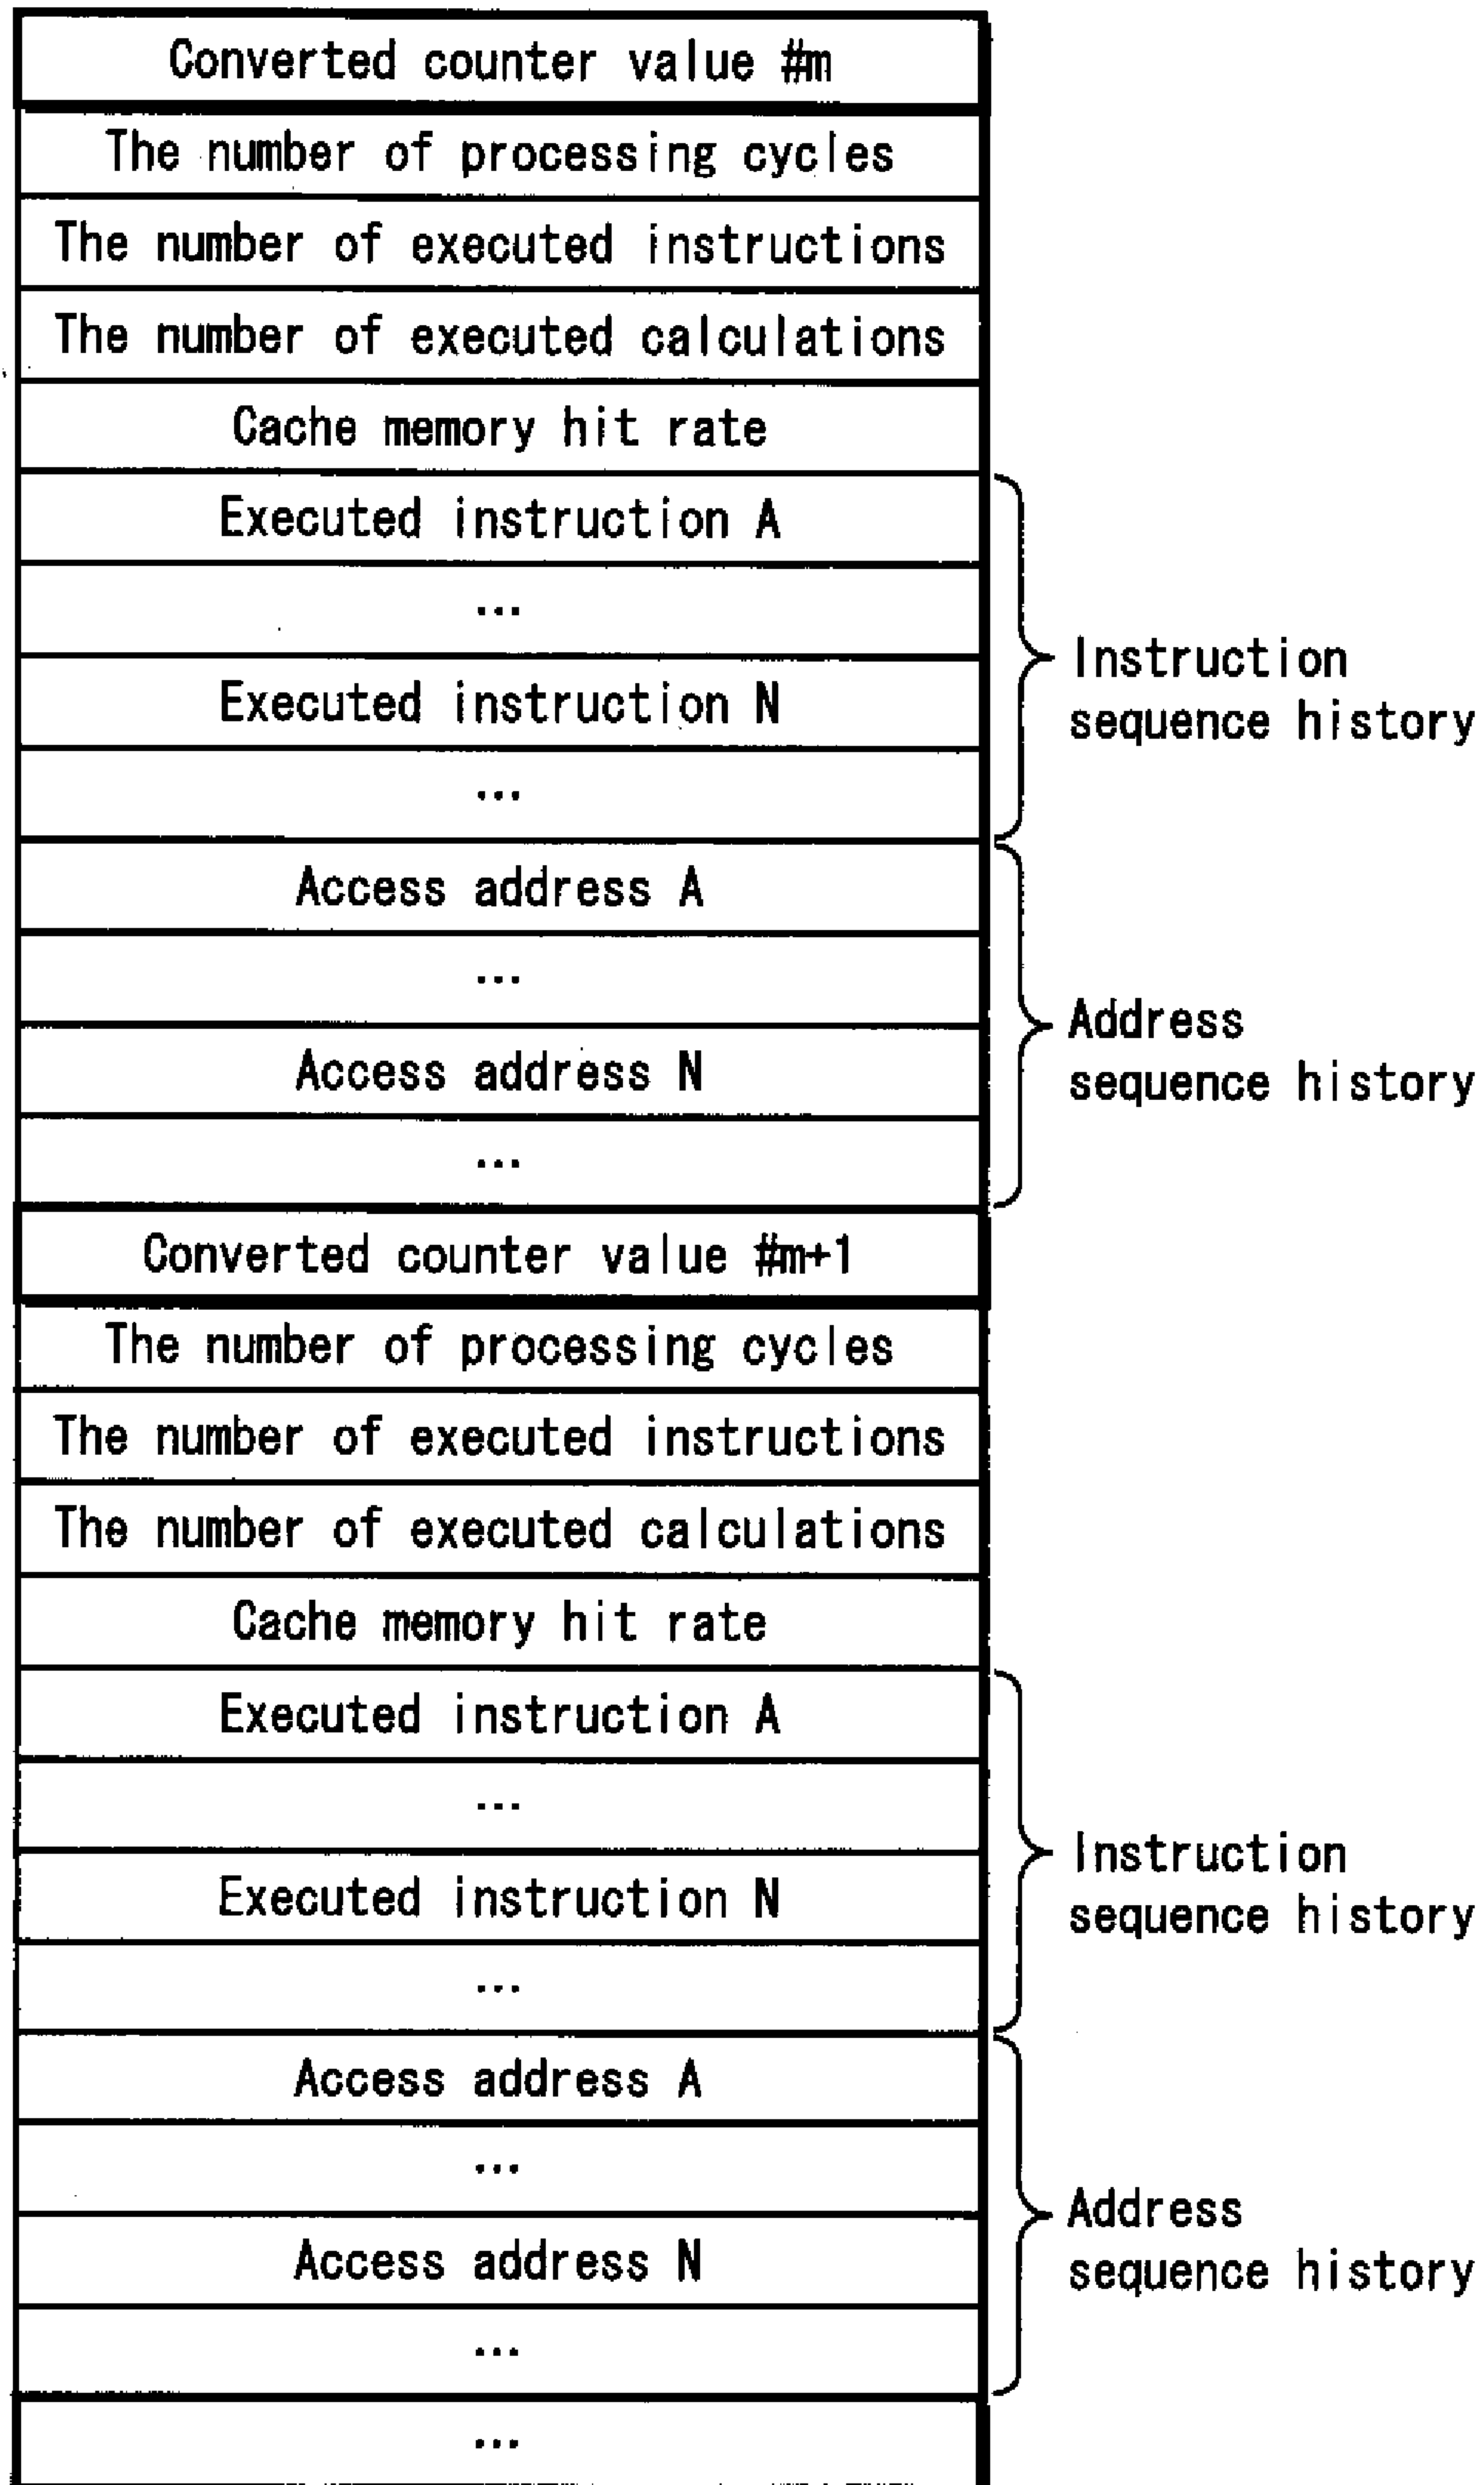 Converted counter value #m
The number of processing cycles
The number of executed instructions
The number of executed calculations
Cache memory hit rate
Executed instruction A
...
Executed instruction N
...
Instruction
sequence history
Access address A
...
Access address N
...
Address
sequence history
Converted counter value #m+1
The number of processing cycles
The number of executed instructions
The number of executed calculations
Cache memory hit rate
Executed instruction A
...
Executed instruction N
...
Instruction
sequence history
Access address A
...
Access address N
...
Address
sequence history
...